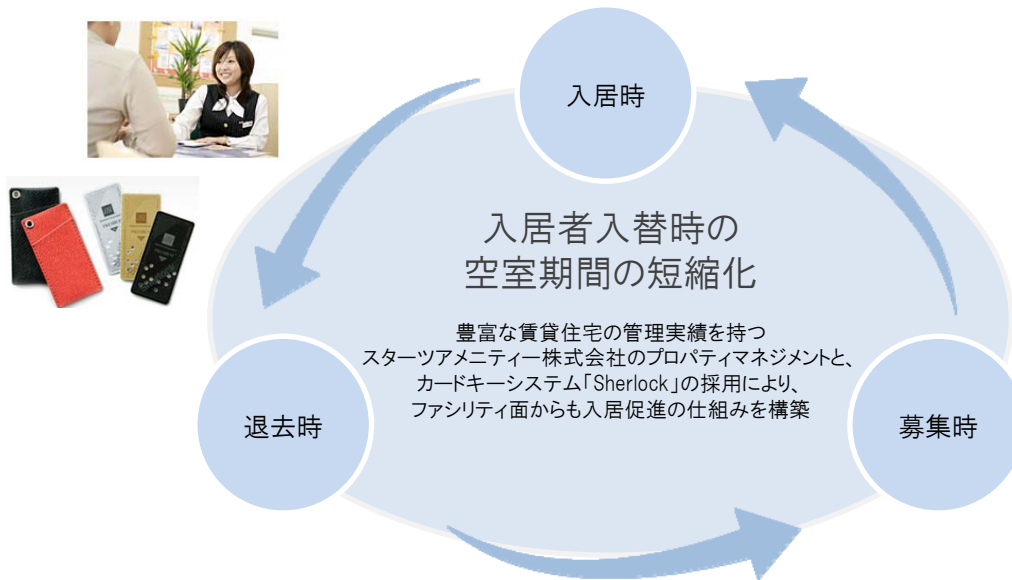 入居時
入居者入替時の
空室期間の短縮化
豊富な賃貸住宅の管理実績を持つ
スターツアメニティー株式会社のプロパティマネジメントと、
カードキーシステム「Sherlock」の採用により、
ファシリティ面からも入居促進の仕組みを構築
退去時
募集時